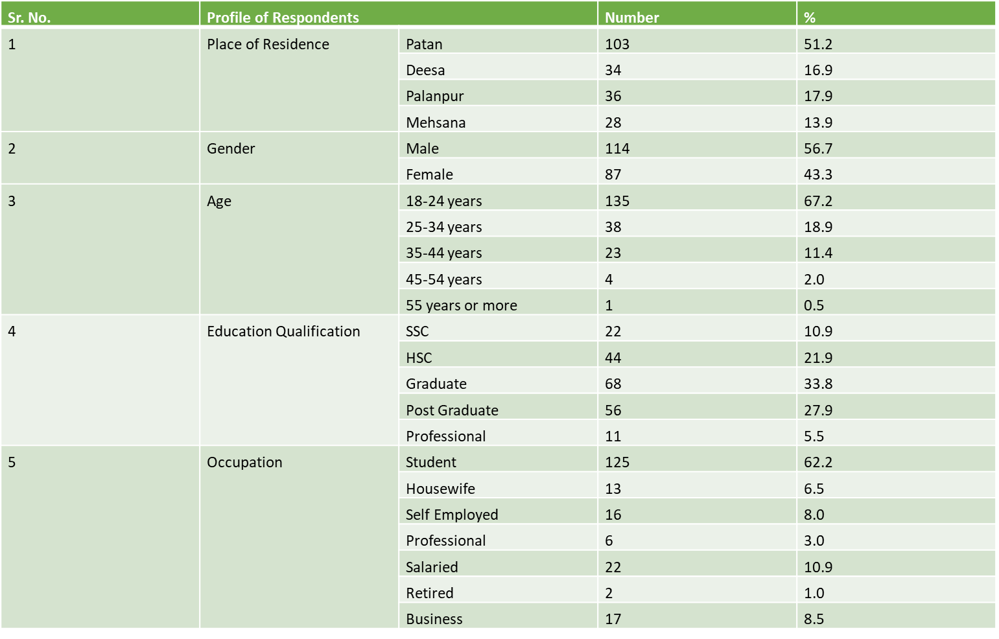 Sr. No. Profile of Respondents Number %
1 Place of Residence Patan 103 51.2
Deesa 34 16.9
Palanpur 36 17.9
Mehsana 28 13.9
2 Gender Male 114 56.7
Female 87 43.3
3 Age 18-24 years 135 67.2
25-34 years 38 18.9
35-44 years 23 11.4
45-54 years 4 2.0
55 years or more 1 0.5
4 Education Qualification SSC 22 10.9
HSC 44 21.9
Graduate 68 33.8
Post Graduate 56 27.9
Professional 11 5.5
5 Occupation Student 125 62.2
Housewife 13 6.5
Self Employed 16 8.0
Professional 6 3.0
Salaried 22 10.9
Retired 2 1.0
Business 17 8.5